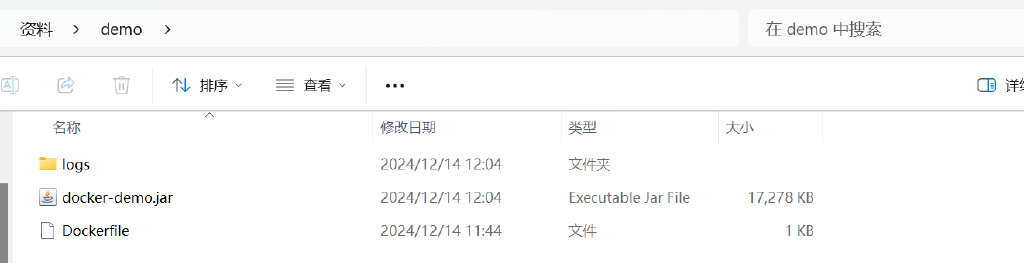 资料 > demo > 在 demo 中搜索
排序 查看 •••
名称 修改日期 类型 大小
logs 2024/12/14 12:04 文件夹
docker-demo.jar 2024/12/14 12:04 Executable Jar File 17,278 KB
Dockerfile 2024/12/14 11:44 文件 1 KB